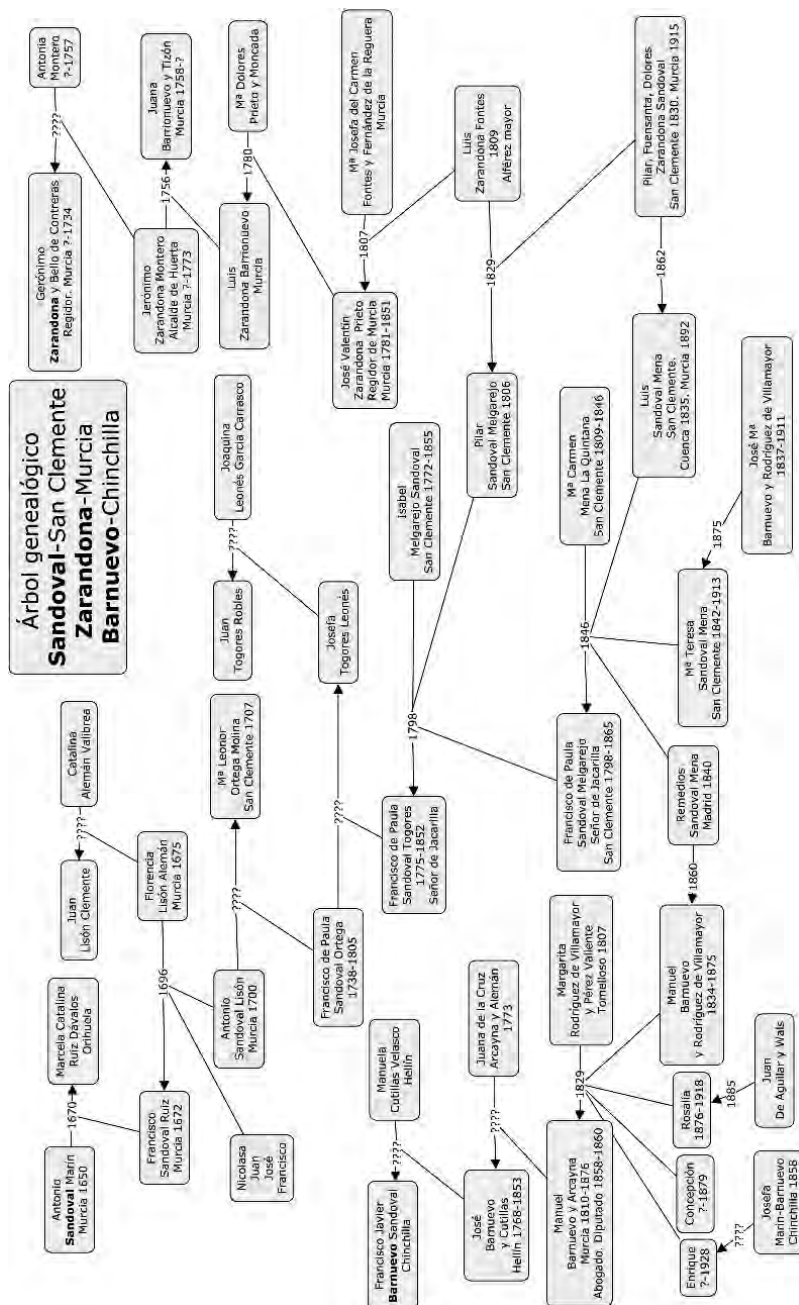 Árbol genealógico
Sandoval-San Clemente
Zarandona-Murcia
Barnuevo-Chinchilla
Antonio
Sandoval Marín
Murcia 1650
1670
Marcela Catalina
Ruíz Dávalos
Orihuela
Juan
Lisón Clemente
????
Catalina
Alemán Valibrea
Francisco
Sandoval Ruiz
Murcia 1672
1696
Florencia
Lisón Alemán
Murcia 1675
Nicolasa
Juan
José
Francisco
Antonio
Sandoval Lisón
Murcia 1700
????
Mª Leonor
Ortega Molina
San Clemente 1707
Juan
Togores Robles
????
Joaquina
Leonés García Carrasco
Francisco de Paula
Sandoval Ortega
1738-1805
????
Josefa
Togores Leonés
Gerónimo
Zarandona y Bello de Contreras
Regidor. Murcia ?-1734
????
Antonia
Montero
?-1757
Jerónimo
Zarandona Montero
Alcalde de Huerta
Murcia ?-1773
1756
Juana
Barrionuevo y Tizón
Murcia 1758-?
Luis
Zarandona Barrionuevo
Murcia
1780
Mª Dolores
Prieto y Moncada
José Valentín
Zarandona Prieto
Regidor de Murcia
Murcia 1781-1851
1807
Mª Josefa del Carmen
Fontes y Fernández de la Reguera
Murcia
Francisco Javier
Barnuevo Sandoval
Chinchilla
????
Manuela
Cutillas Velasco
Hellín
Francisco de Paula
Sandoval Togores
1775-1852
Señor de Jacarilla
1798
Isabel
Melgarejo Sandoval
San Clemente 1772-1855
Pilar
Sandoval Melgarejo
San Clemente 1806
1829
Luis
Zarandona Fontes
1809
Alférez mayor
José
Barnuevo
y Cutillas
Hellín 1768-1853
????
Juana de la Cruz
Arcayna y Alemán
1773
Manuel
Barnuevo y Arcayna
Murcia 1810-1876
Abogado. Diputado 1858-1860
1829
Margarita
Rodríguez de Villamayor
y Pérez Valiente
Tomelloso 1807
Francisco de Paula
Sandoval Melgarejo
Señor de Jacarilla
San Clemente 1798-1865
1846
Mª Carmen
Mena La Quintana
San Clemente 1809-1846
Enrique
?-1928
Concepción
?-1879
Rosalía
1876-1918
Manuel
Barnuevo
y Rodríguez de Villamayor
1834-1875
1860
Remedios
Sandoval Mena
Madrid 1840
Mª Teresa
Sandoval Mena
San Clemente 1842-1913
Luis
Sandoval Mena
San Clemente.
Cuenca 1835. Murcia 1892
1862
Pilar, Fuensanta, Dolores
Zarandona Sandoval
San Clemente 1830. Murcia 1915
????
Josefa
Marín-Barnuevo
Chinchilla 1858
1885
Juan
De Aguilar y Wals
1875
José Mª
Barnuevo y Rodríguez de Villamayor
1837-1911